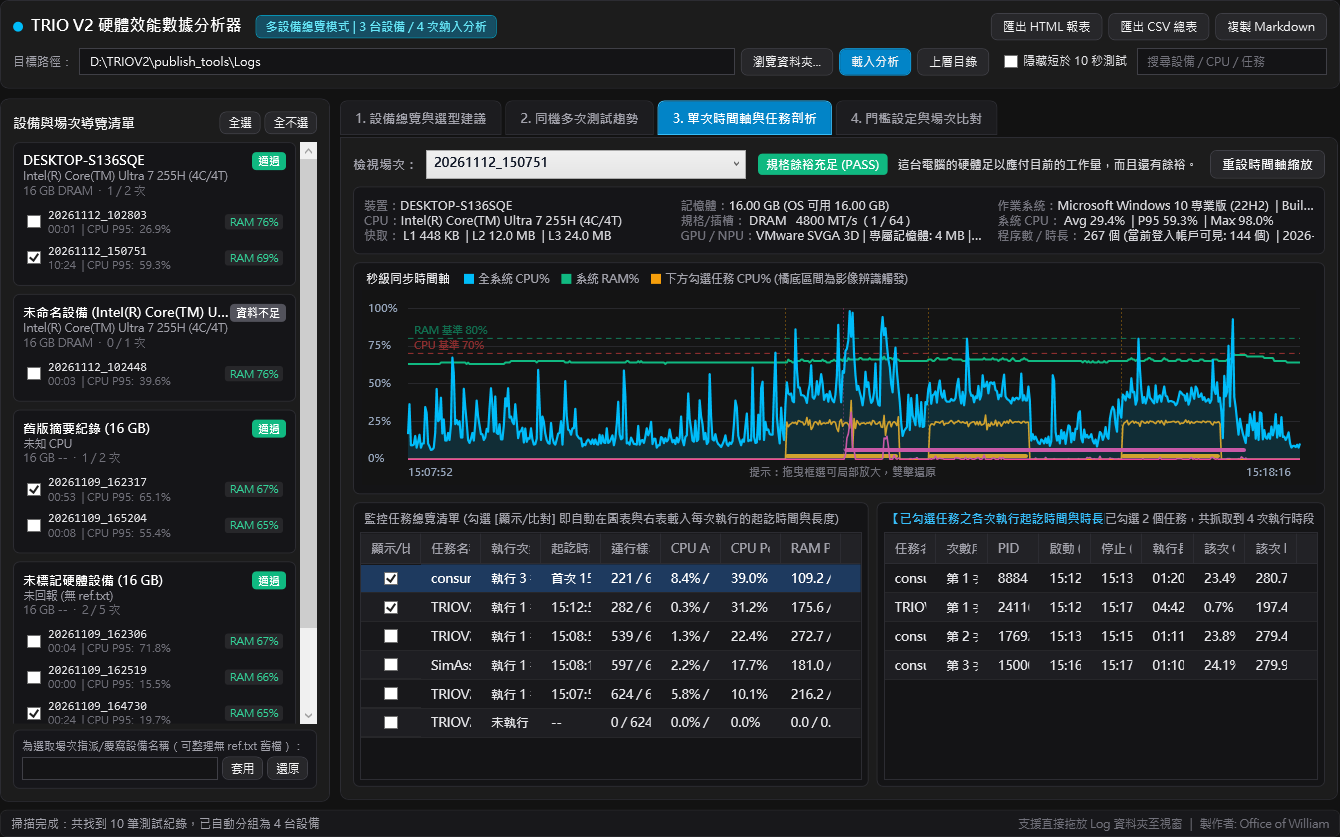 TRIO V2 硬體效能數據分析器
多設備總覽模式 | 3 台設備 / 4 次納入分析
匯出 HTML 報表
匯出 CSV 總表
複製 Markdown
目標路徑：
D:\TRIOV2\publish_tools\Logs
瀏覽資料夾...
載入分析
上層目錄
隱藏短於 10 秒測試
搜尋設備 / CPU / 任務
設備與場次導覽清單
全選
全不選
DESKTOP-S136SQE
通過
Intel(R) Core(TM) Ultra 7 255H (4C/4T)
16 GB DRAM · 1 / 2 次
20261112_102803
00:01 | CPU P95: 26.9%
RAM 76%
20261112_150751
10:24 | CPU P95: 59.3%
RAM 69%
未命名設備 (Intel(R) Core(TM) U...
資料不足
Intel(R) Core(TM) Ultra 7 255H (4C/4T)
16 GB DRAM · 0 / 1 次
20261112_102448
00:03 | CPU P95: 39.6%
RAM 76%
舊版摘要紀錄 (16 GB)
通過
未知 CPU
16 GB -- · 1 / 2 次
20261109_162317
00:53 | CPU P95: 65.1%
RAM 67%
20261109_165204
00:08 | CPU P95: 55.4%
RAM 65%
未標記硬體設備 (16 GB)
通過
未回報 (無 ref.txt)
16 GB -- · 2 / 5 次
20261109_162306
00:04 | CPU P95: 71.8%
RAM 67%
20261109_162519
00:00 | CPU P95: 15.5%
RAM 66%
20261109_164730
00:24 | CPU P95: 19.7%
RAM 65%
為選取場次指派/覆寫設備名稱 ( 可整理無 ref.txt 舊檔 )：
套用
還原
1. 設備總覽與選型建議
2. 同機多次測試趨勢
3. 單次時間軸與任務剖析
4. 門檻設定與場次比對
檢視場次：
20261112_150751
規格餘裕充足 (PASS)
這台電腦的硬體足以應付目前的工作量，而且還有餘裕。
重設時間軸縮放
裝置：DESKTOP-S136SQE
CPU：Intel(R) Core(TM) Ultra 7 255H (4C/4T)
快取： L1 448 KB | L2 12.0 MB | L3 24.0 MB
記憶體：16.00 GB (OS 可用 16.00 GB)
規格/插槽： DRAM 4800 MT/s ( 1 / 64 )
GPU / NPU：VMware SVGA 3D | 專屬記憶體: 4 MB |...
作業系統：Microsoft Windows 10 專業版 (22H2) | Buil...
系統 CPU： Avg 29.4% | P95 59.3% | Max 98.0%
程序數 / 時長： 267 個 (當前登入帳戶可見: 144 個) | 2026-
秒級同步時間軸
全系統 CPU%
系統 RAM%
下方勾選任務 CPU% (橘底區間為影像辨識觸發)
100%
75%
50%
25%
0%
RAM 基準 80%
CPU 基準 70%
15:07:52
提示：拖曳框選可局部放大，雙擊還原
15:18:16
監控任務總覽清單 (勾選 [顯示/比對] 即自動在圖表與右表載入每次執行的起訖時間與長度)
顯示/比 任務名 執行次 起訖時 運行樣 CPU A CPU P RAM P
consur 執行 3 首次 15 221 / 6 8.4% / 39.0% 109.2 /
TRIOV 執行 1 15:12:5 282 / 6 0.3% / 31.2% 175.6 /
執行 1 15:08: 539 / 6 1.3% / 22.4% 272.7 /
SimAs 執行 1 15:08:1 597 / 6 2.2% / 17.7% 181.0 /
TRIOV 執行 1 15:07: 624 / 6 5.8% / 10.1% 216.2 /
TRIOV 未執行 -- 0 / 624 0.0% / 0.0% 0.0 / 0.
【 已勾選任務之各次執行起訖時間與時長
已勾選 2 個任務，共抓取到 4 次執行時段
任務名 次數 PID 啟動 ( 停止 ( 執行 該次 該次
consu 第 1 8884 15:12 15:13 01:20 23.4% 280.7
TRIO 第 1 2411 15:12 15:17 04:42 0.7% 197.4
consu 第 2 1769 15:13 15:15 01:11 23.8% 279.4
consu 第 3 1500 15:16 15:17 01:10 24.1% 279.9
掃描完成：共找到 10 筆測試紀錄，已自動分組為 4 台設備
支援直接拖放 Log 資料夾至視窗 | 製作者: Office of William